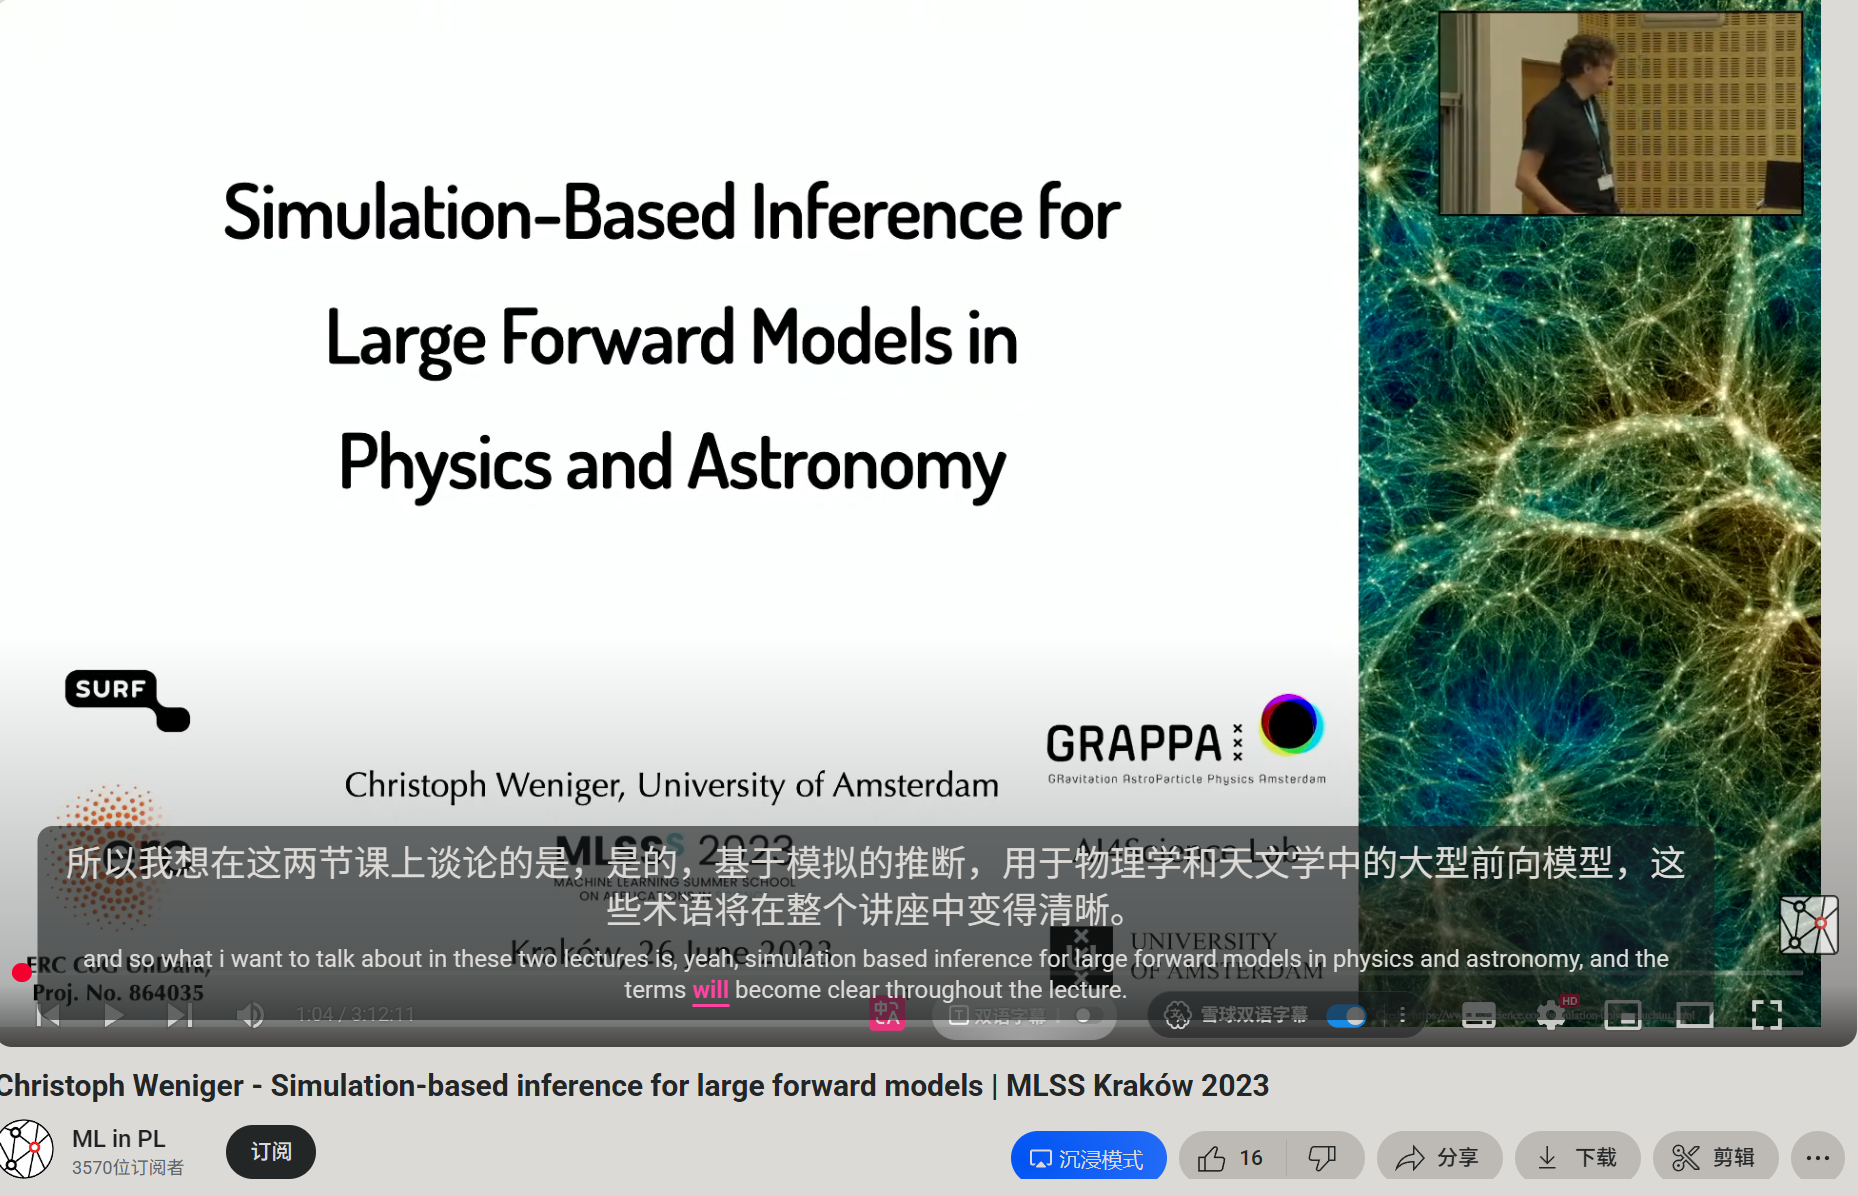 Simulation-Based Inference for
Large Forward Models in
Physics and Astronomy
SURF
GRAPPA
GRavitation AstroParticle Physics Amsterdam
Christoph Weniger, University of Amsterdam
erc
MLSSS 2023
AI4Science Lab
MACHINE LEARNING SUMMER SCHOOL
ON APPLICATIONS IN
所以我想在这两节课上谈论的是，是的，基于模拟的推断，用于物理学和天文学中的大型前向模型，这
些术语将在整个讲座中变得清晰。
Kraków, 26 June 2023
UNIVERSITY
OF AMSTERDAM
and so what i want to talk about in these two lectures is, yeah, simulation based inference for large forward models in physics and astronomy, and the
terms will become clear throughout the lecture.
ERC CoG UnDark,
Proj. No. 864035
1:04 / 3:12:11
中 A
双语字幕
雪球双语字幕
HD
Christoph Weniger - Simulation-based inference for large forward models | MLSS Kraków 2023
ML in PL
3570位订阅者
订阅
沉浸模式
16
分享
下载
剪辑